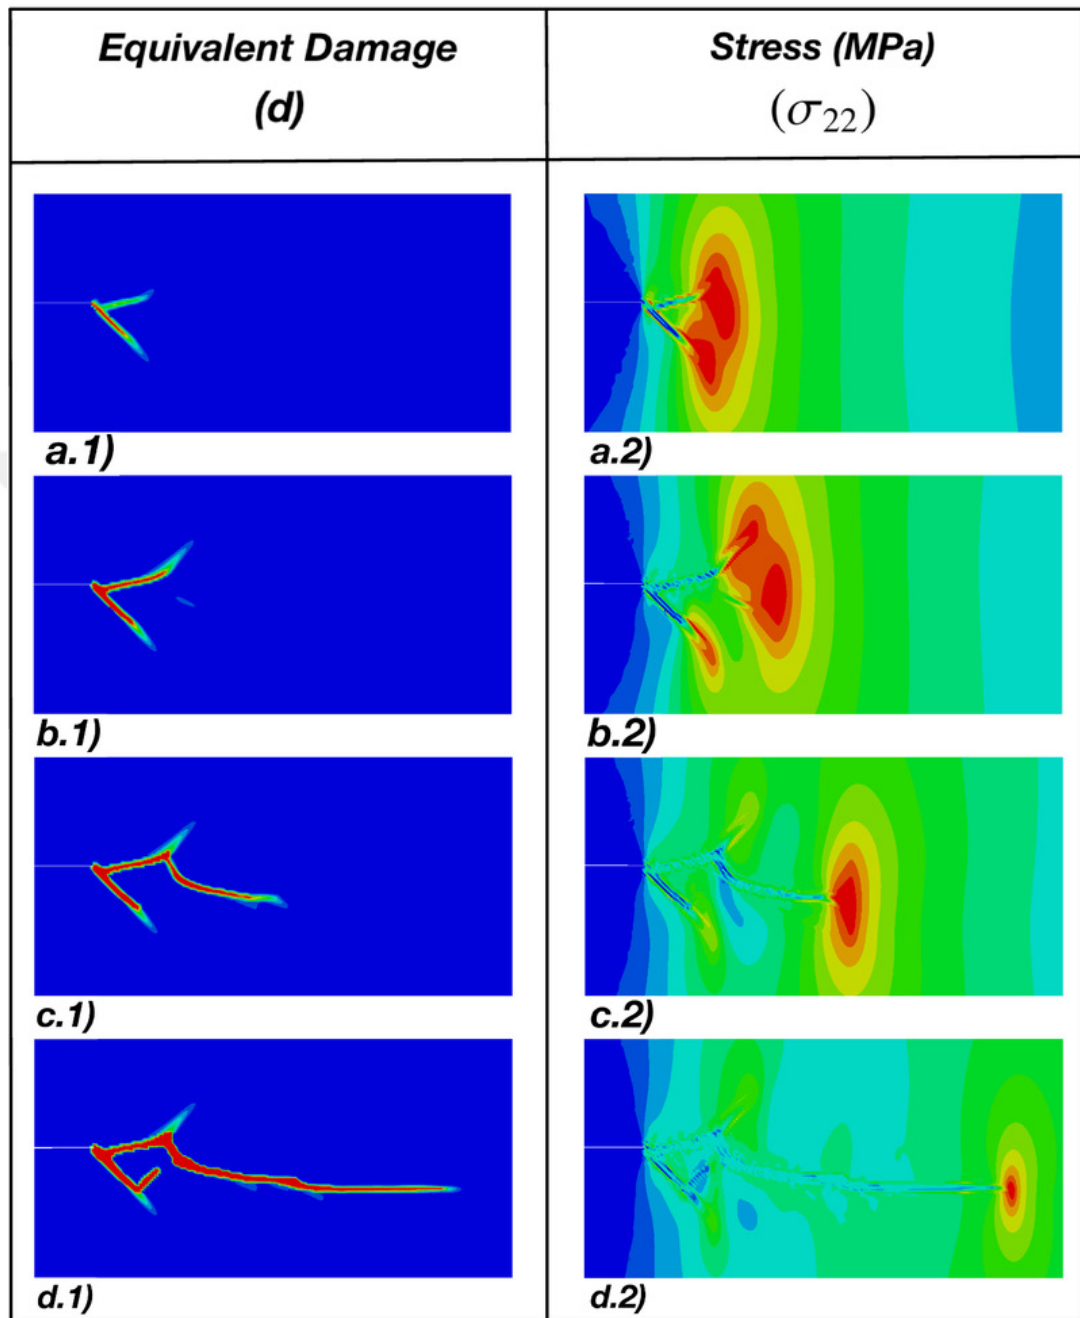 Equivalent Damage
(d)
Stress (MPa)
(σ₂₂)
a.1)
a.2)
b.1)
b.2)
c.1)
c.2)
d.1)
d.2)